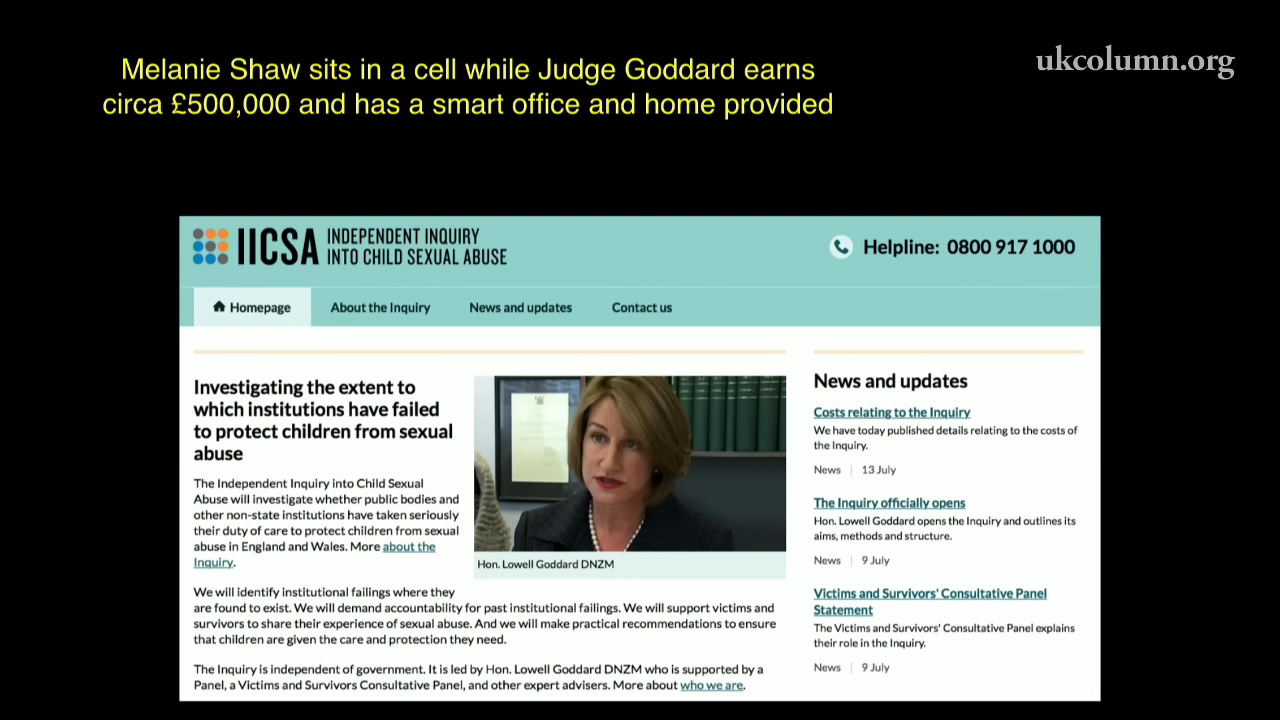 Melanie Shaw sits in a cell while Judge Goddard earns
circa £500,000 and has a smart office and home provided
ukcolumn.org
IICSA
INDEPENDENT INQUIRY
INTO CHILD SEXUAL ABUSE
Helpline: 0800 917 1000
Homepage
About the Inquiry
News and updates
Contact us
Investigating the extent to
which institutions have failed
to protect children from sexual
abuse
The Independent Inquiry into Child Sexual
Abuse will investigate whether public bodies and
other non-state institutions have taken seriously
their duty of care to protect children from sexual
abuse in England and Wales. More about the
Inquiry.
Hon. Lowell Goddard DNZM
We will identify institutional failings where they
are found to exist. We will demand accountability for past institutional failings. We will support victims and
survivors to share their experience of sexual abuse. And we will make practical recommendations to ensure
that children are given the care and protection they need.
The Inquiry is independent of government. It is led by Hon. Lowell Goddard DNZM who is supported by a
Panel, a Victims and Survivors Consultative Panel, and other expert advisers. More about who we are.
News and updates
Costs relating to the Inquiry
We have today published details relating to the costs of
the Inquiry.
News | 13 July
The Inquiry officially opens
Hon. Lowell Goddard opens the Inquiry and outlines its
aims, methods and structure.
News | 9 July
Victims and Survivors' Consultative Panel
Statement
The Victims and Survivors' Consultative Panel explains
their role in the Inquiry.
News | 9 July